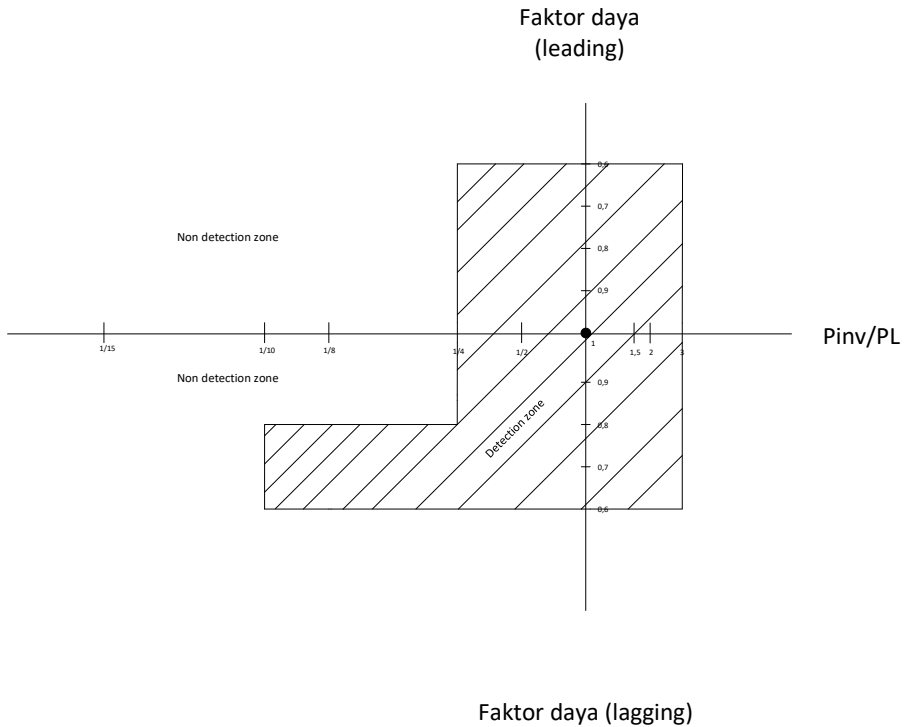 Faktor daya
(leading)
0,6
0,7
Non detection zone
0,8
0,9
Pinv/PL
1/15
1/10
1/8
1/4
1/2
1
1,5
2
3
Non detection zone
0,9
0,8
Detection zone
0,7
0,6
Faktor daya (lagging)